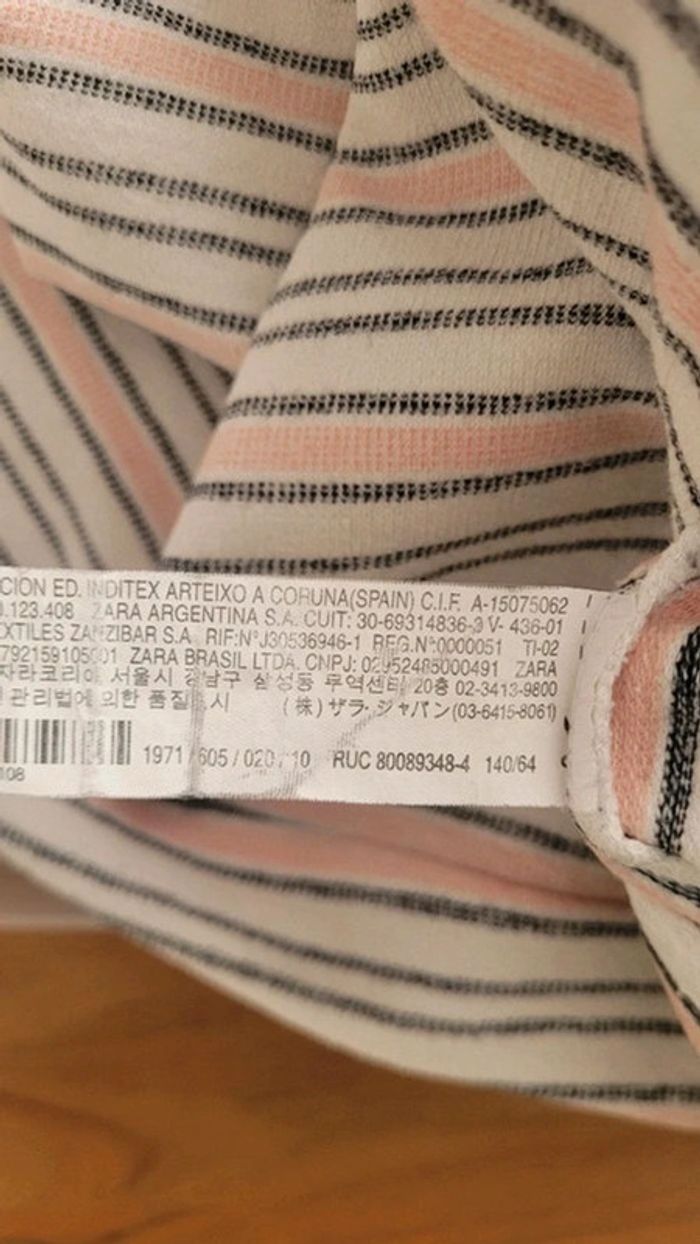 CION ED. INDITEX ARTEIXO A CORUNA(SPAIN) C.I.F. A-15075062
0.123.408 ZARA ARGENTINA S.A. CUIT: 30-69314836-3 V- 436-01
EXTILES ZANZIBAR S.A. RIF:N°J30536946-1 REG.N°0000051 TI-02
ZARA BRASIL LTDA. CNPJ: 02952485000491 ZARA
자라코리아 서울시 강남구 삼성동 무역센터 20층 02-3413-9800
관리법에 의한 품질 시 (株) ザラ・ジャパン(03-6415-8061)
1971 / 605 / 020 / 10 RUC 80089348-4 140/64
108